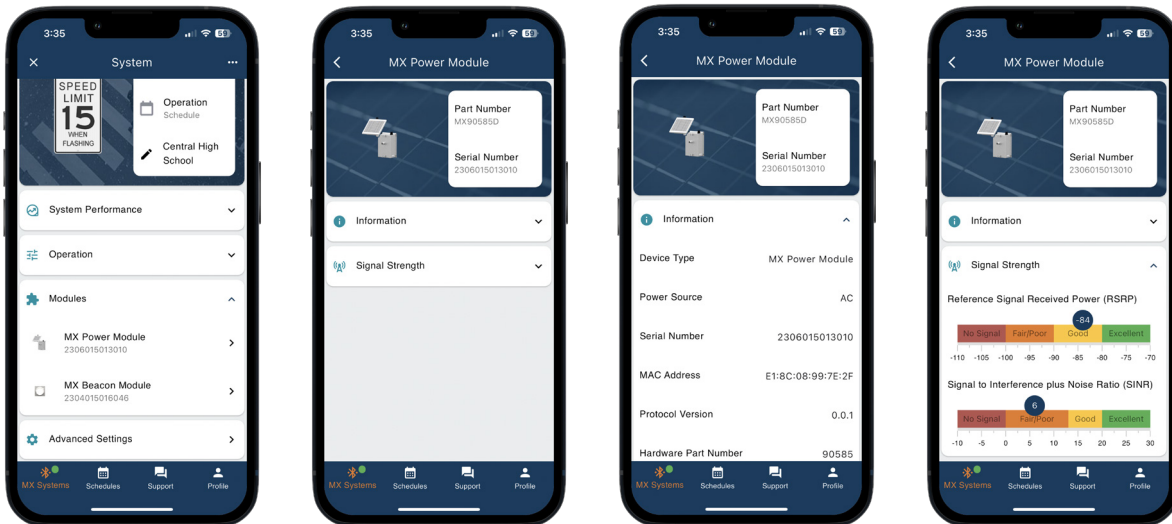 3:35
59
System
SPEED
LIMIT
15
WHEN
FLASHING
Operation
Schedule
Central High
School
System Performance
Operation
Modules
MX Power Module
2306015013010
MX Beacon Module
2304015016046
Advanced Settings
MX Systems
Schedules
Support
Profile
3:35
59
MX Power Module
Part Number
MX90585D
Serial Number
2306015013010
Information
Signal Strength
MX Systems
Schedules
Support
Profile
3:35
59
MX Power Module
Part Number
MX90585D
Serial Number
2306015013010
Information
Device Type MX Power Module
Power Source AC
Serial Number 2306015013010
MAC Address E1:8C:08:99:7E:2F
Protocol Version 0.0.1
Hardware Part Number 90585
MX Systems
Schedules
Support
Profile
3:35
59
MX Power Module
Part Number
MX90585D
Serial Number
2306015013010
Information
Signal Strength
Reference Signal Received Power (RSRP)
-84
No Signal Fair/Poor Good Excellent
-110 -105 -100 -95 -90 -85 -80 -75 -70
Signal to Interference plus Noise Ratio (SINR)
6
No Signal Fair/Poor Good Excellent
-10 -5 0 5 10 15 20 25 30
MX Systems
Schedules
Support
Profile